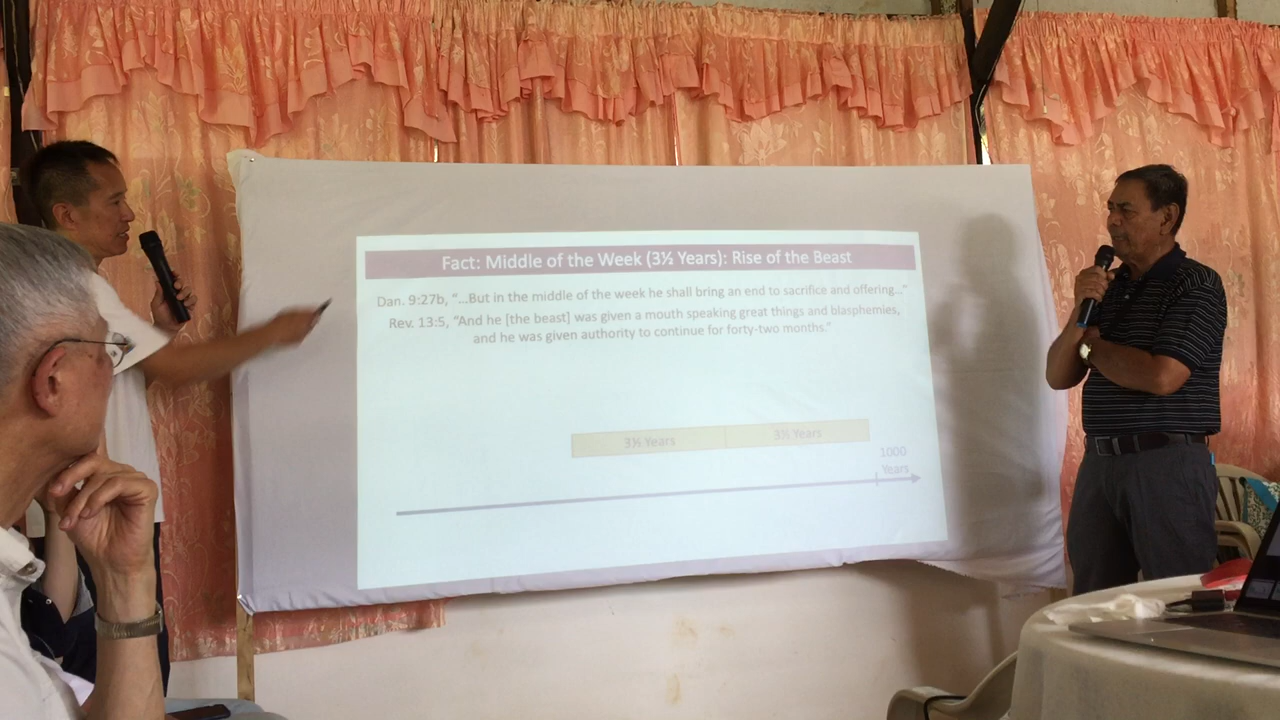 Fact: Middle of the Week (3½ Years): Rise of the Beast
Dan. 9:27b, “...But in the middle of the week he shall bring an end to sacrifice and offering...”
Rev. 13:5, “And he [the beast] was given a mouth speaking great things and blasphemies,
and he was given authority to continue for forty-two months.”
3½ Years
3½ Years
1000
Years